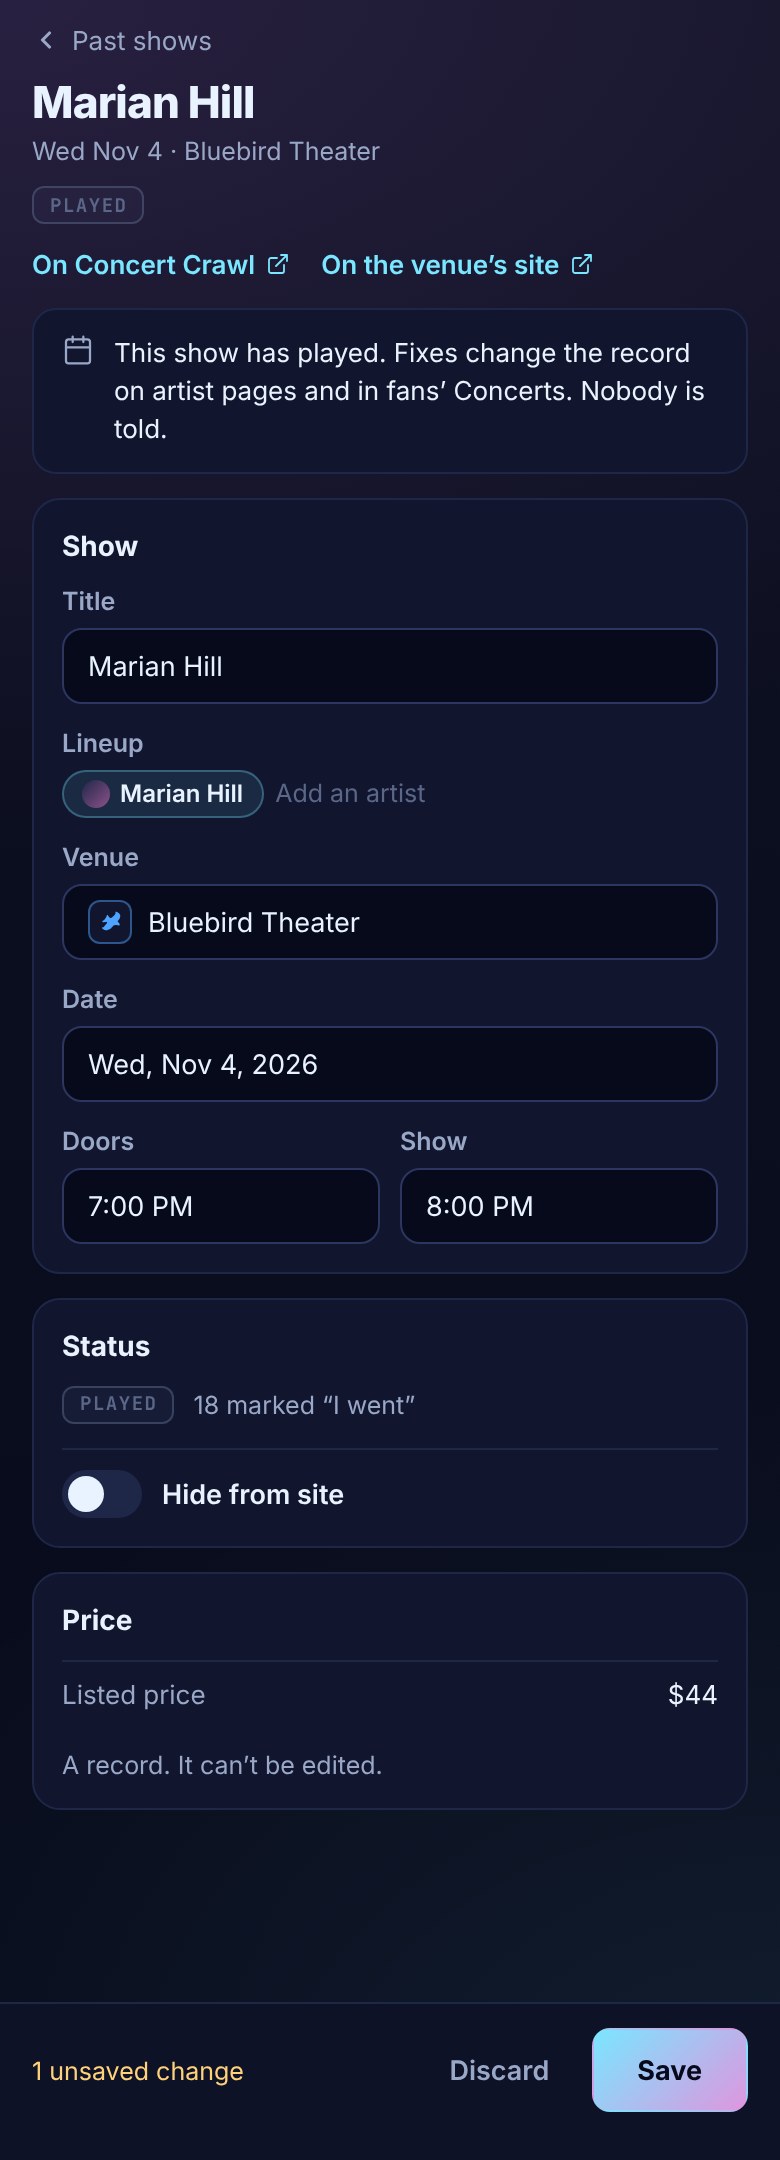 Past shows
Marian Hill
Wed Nov 4 · Bluebird Theater
PLAYED
On Concert Crawl
On the venue’s site
This show has played. Fixes change the record
on artist pages and in fans’ Concerts. Nobody is
told.
Show
Title
Marian Hill
Lineup
Marian Hill
Add an artist
Venue
Bluebird Theater
Date
Wed, Nov 4, 2026
Doors
Show
7:00 PM
8:00 PM
Status
PLAYED
18 marked “I went”
Hide from site
Price
Listed price
$44
A record. It can’t be edited.
1 unsaved change
Discard
Save